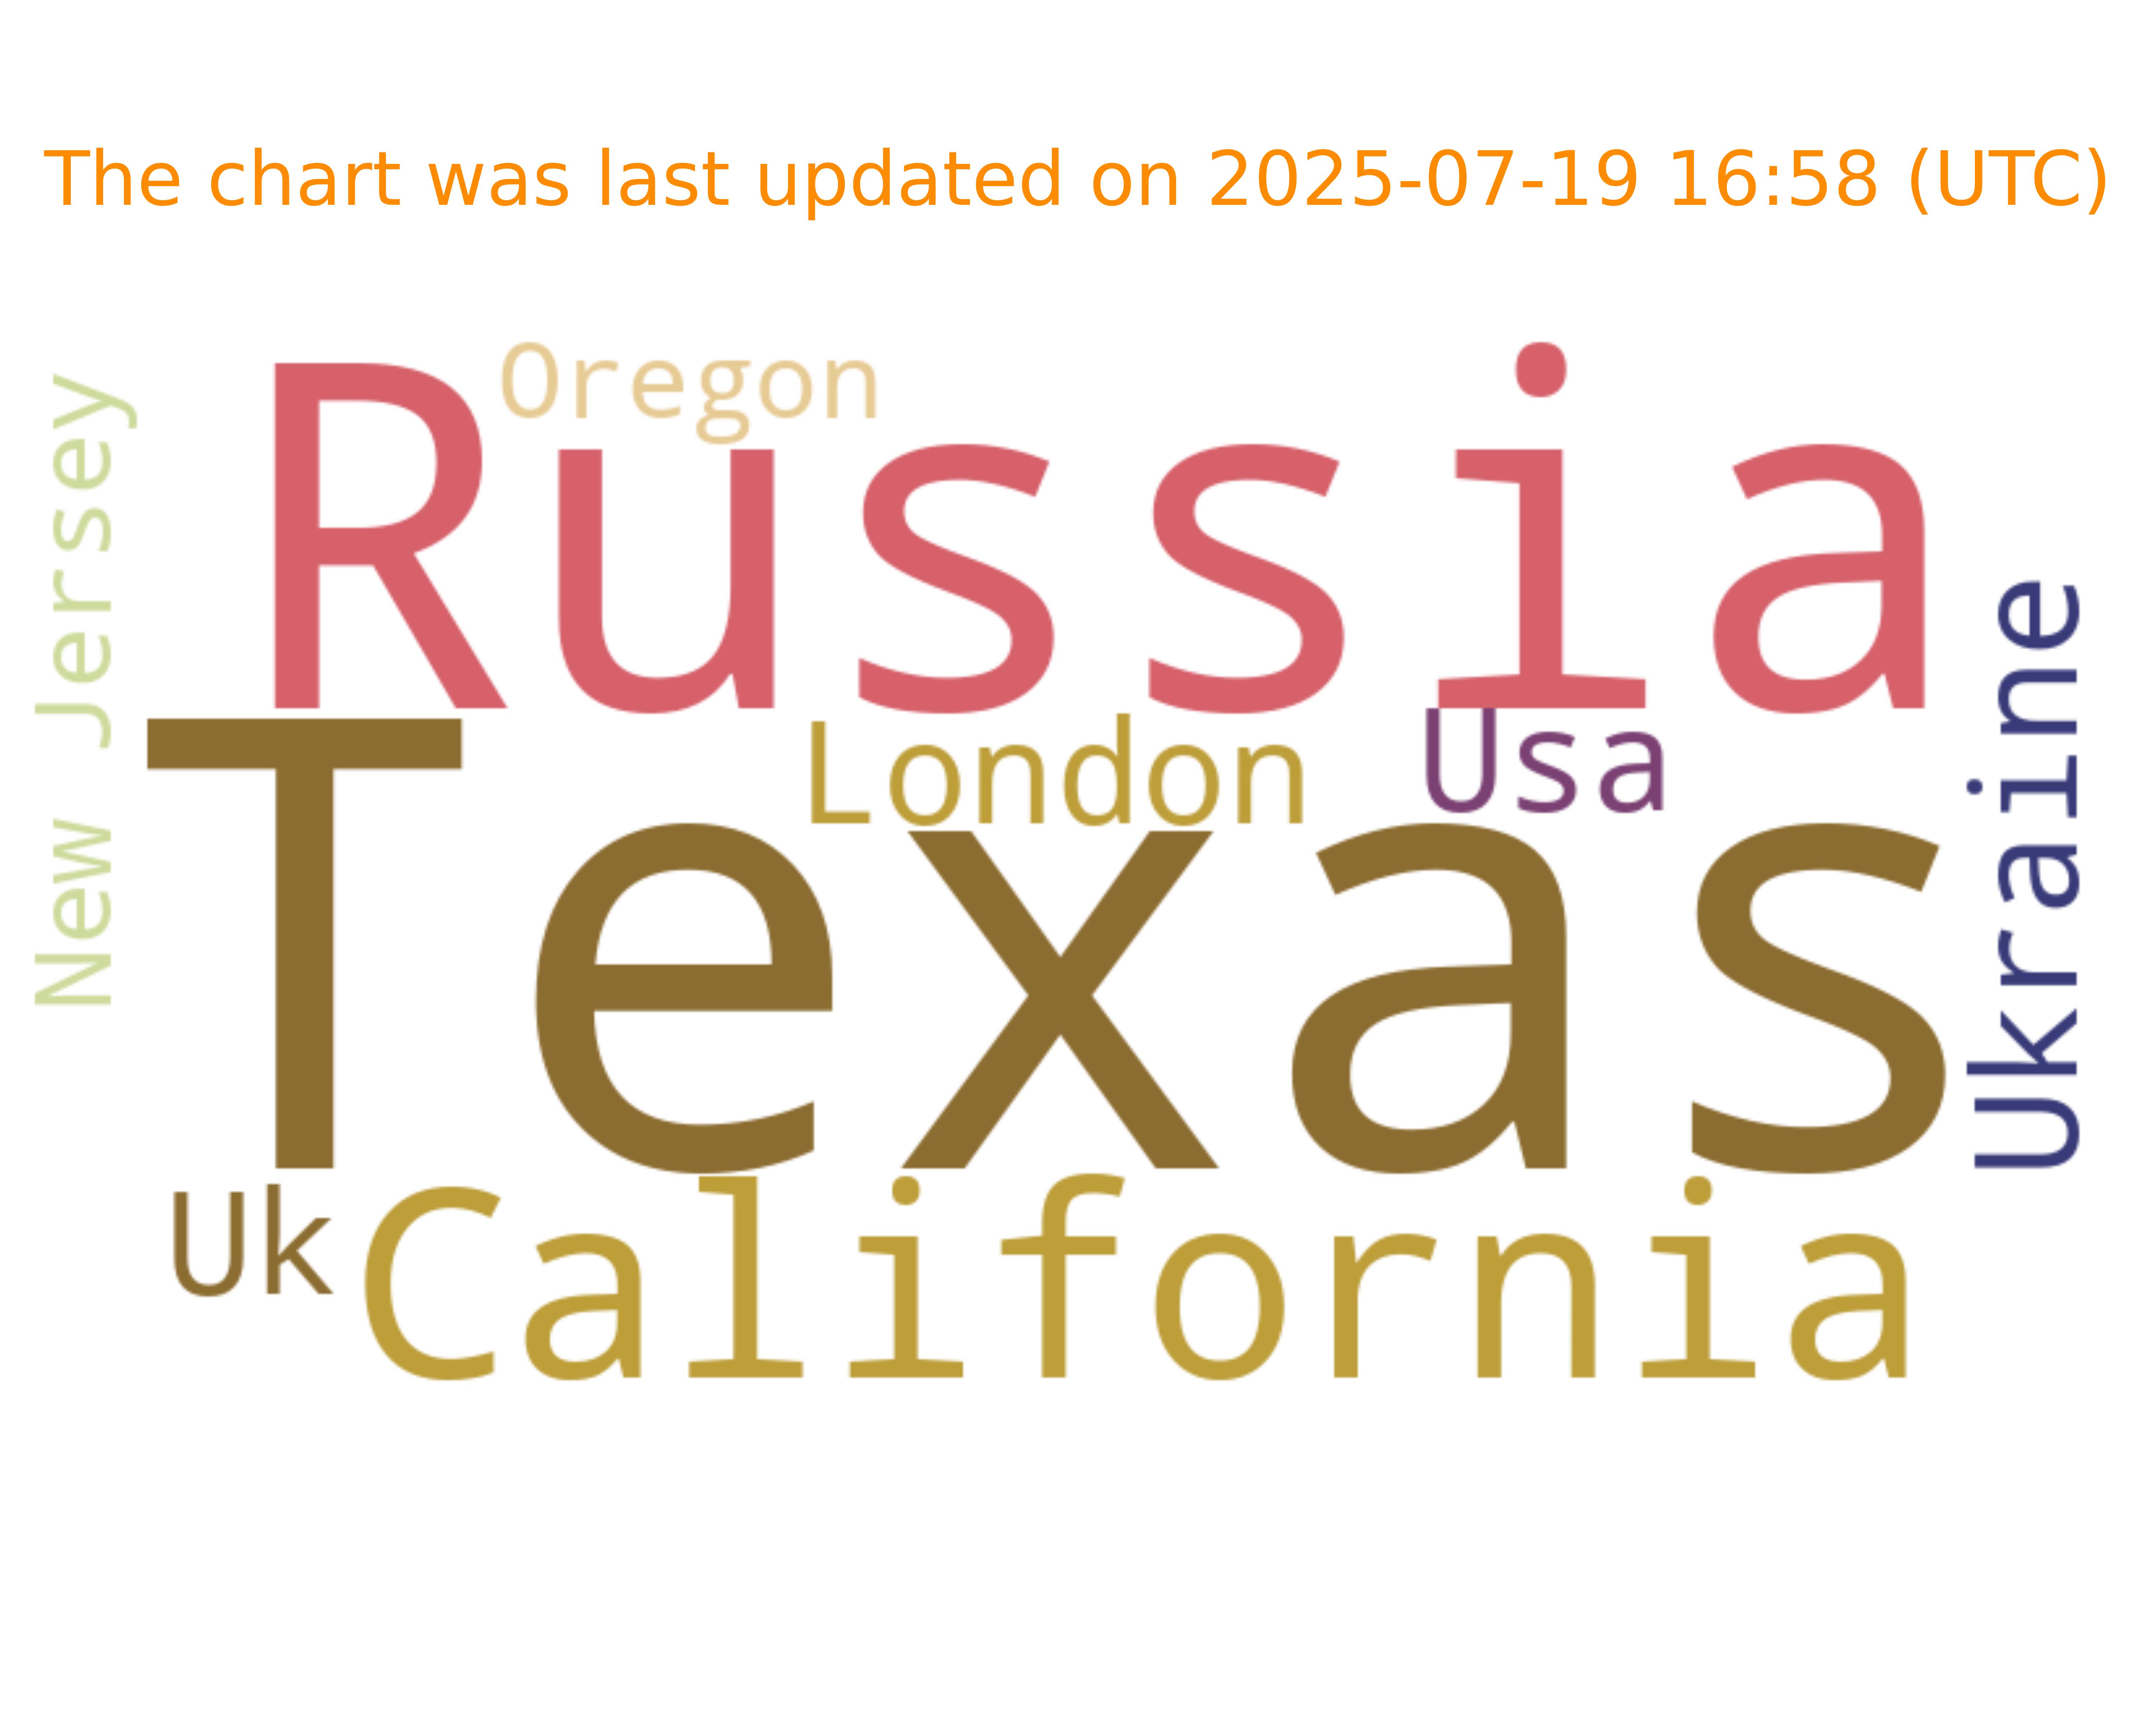 The chart was last updated on 2025-07-19 16:58 (UTC)
Oregon
Russia
New Jersey
London
Usa
Ukraine
Texas
Uk
California